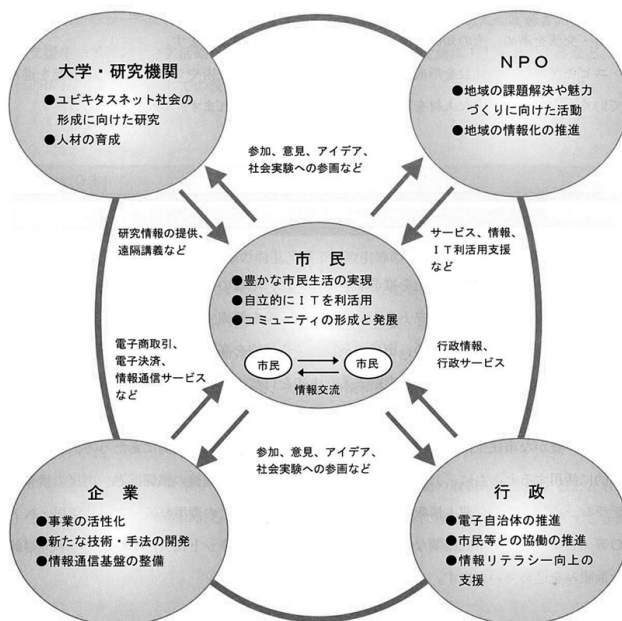 大学・研究機関
●ユビキタスネット社会の
形成に向けた研究
●人材の育成
NPO
●地域の課題解決や魅力
づくりに向けた活動
●地域の情報化の推進
参加、意見、アイデア、
社会実験への参画など
研究情報の提供、
遠隔講義など
サービス、情報、
IT利活用支援
など
市 民
●豊かな市民生活の実現
●自立的にITを利活用
●コミュニティの形成と発展
市民
市民
情報交流
電子商取引、
電子決済、
情報通信サービス
など
行政情報、
行政サービス
参加、意見、アイデア、
社会実験への参画など
企 業
●事業の活性化
●新たな技術・手法の開発
●情報通信基盤の整備
行 政
●電子自治体の推進
●市民等との協働の推進
●情報リテラシー向上の
支援